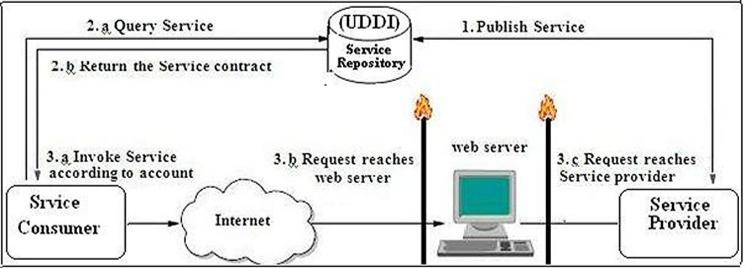 2.a Query Service
(UDDI)
Service
Repository
1.Publish Service
2.b Return the Service contract
3.a Invoke Service
according to account
3.b Request reaches
web server
web server
3.c Request reaches
Service provider
Srvice
Consumer
Internet
Service
Provider